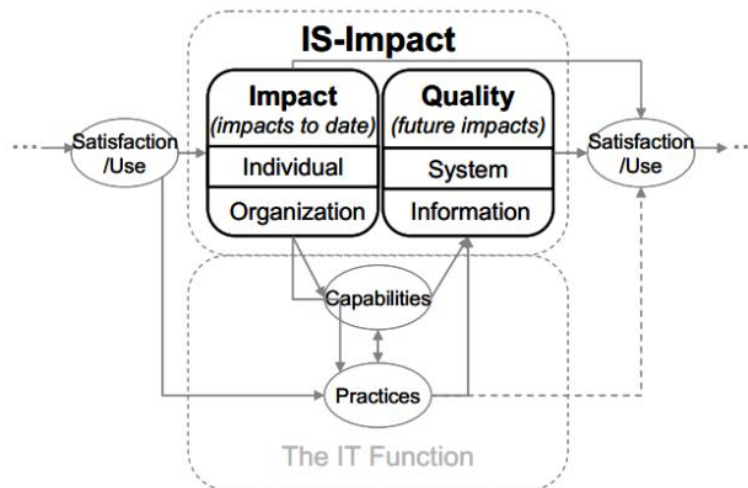 IS-Impact
Impact
(impacts to date)
Individual
Organization
Quality
(future impacts)
System
Information
Satisfaction
/Use
Satisfaction
/Use
Capabilities
Practices
The IT Function